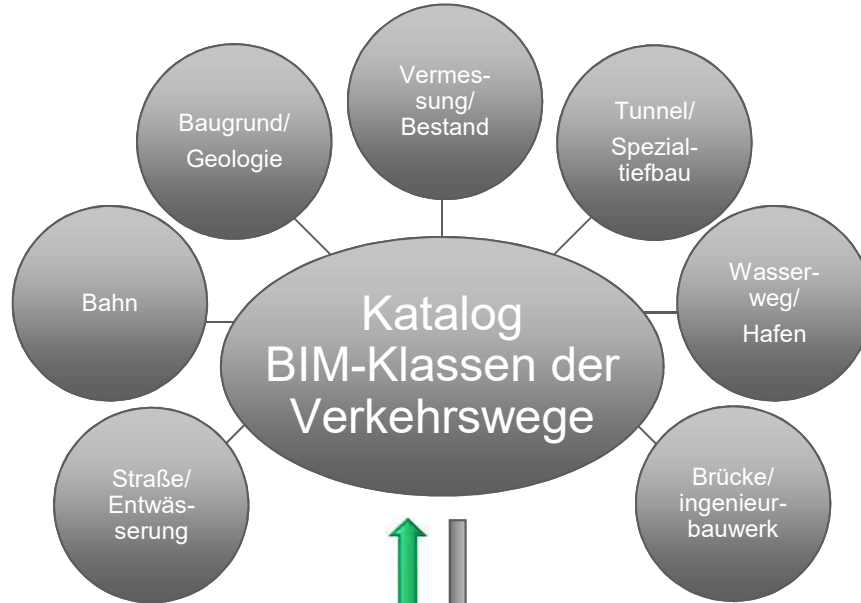 Vermes-
sung/
Bestand
Baugrund/
Geologie
Tunnel/
Spezial-
tiefbau
Bahn
Wasser-
weg/
Hafen
Katalog
BIM-Klassen der
Verkehrswege
Straße/
Entwäs-
serung
Brücke/
ingenieur-
bauwerk